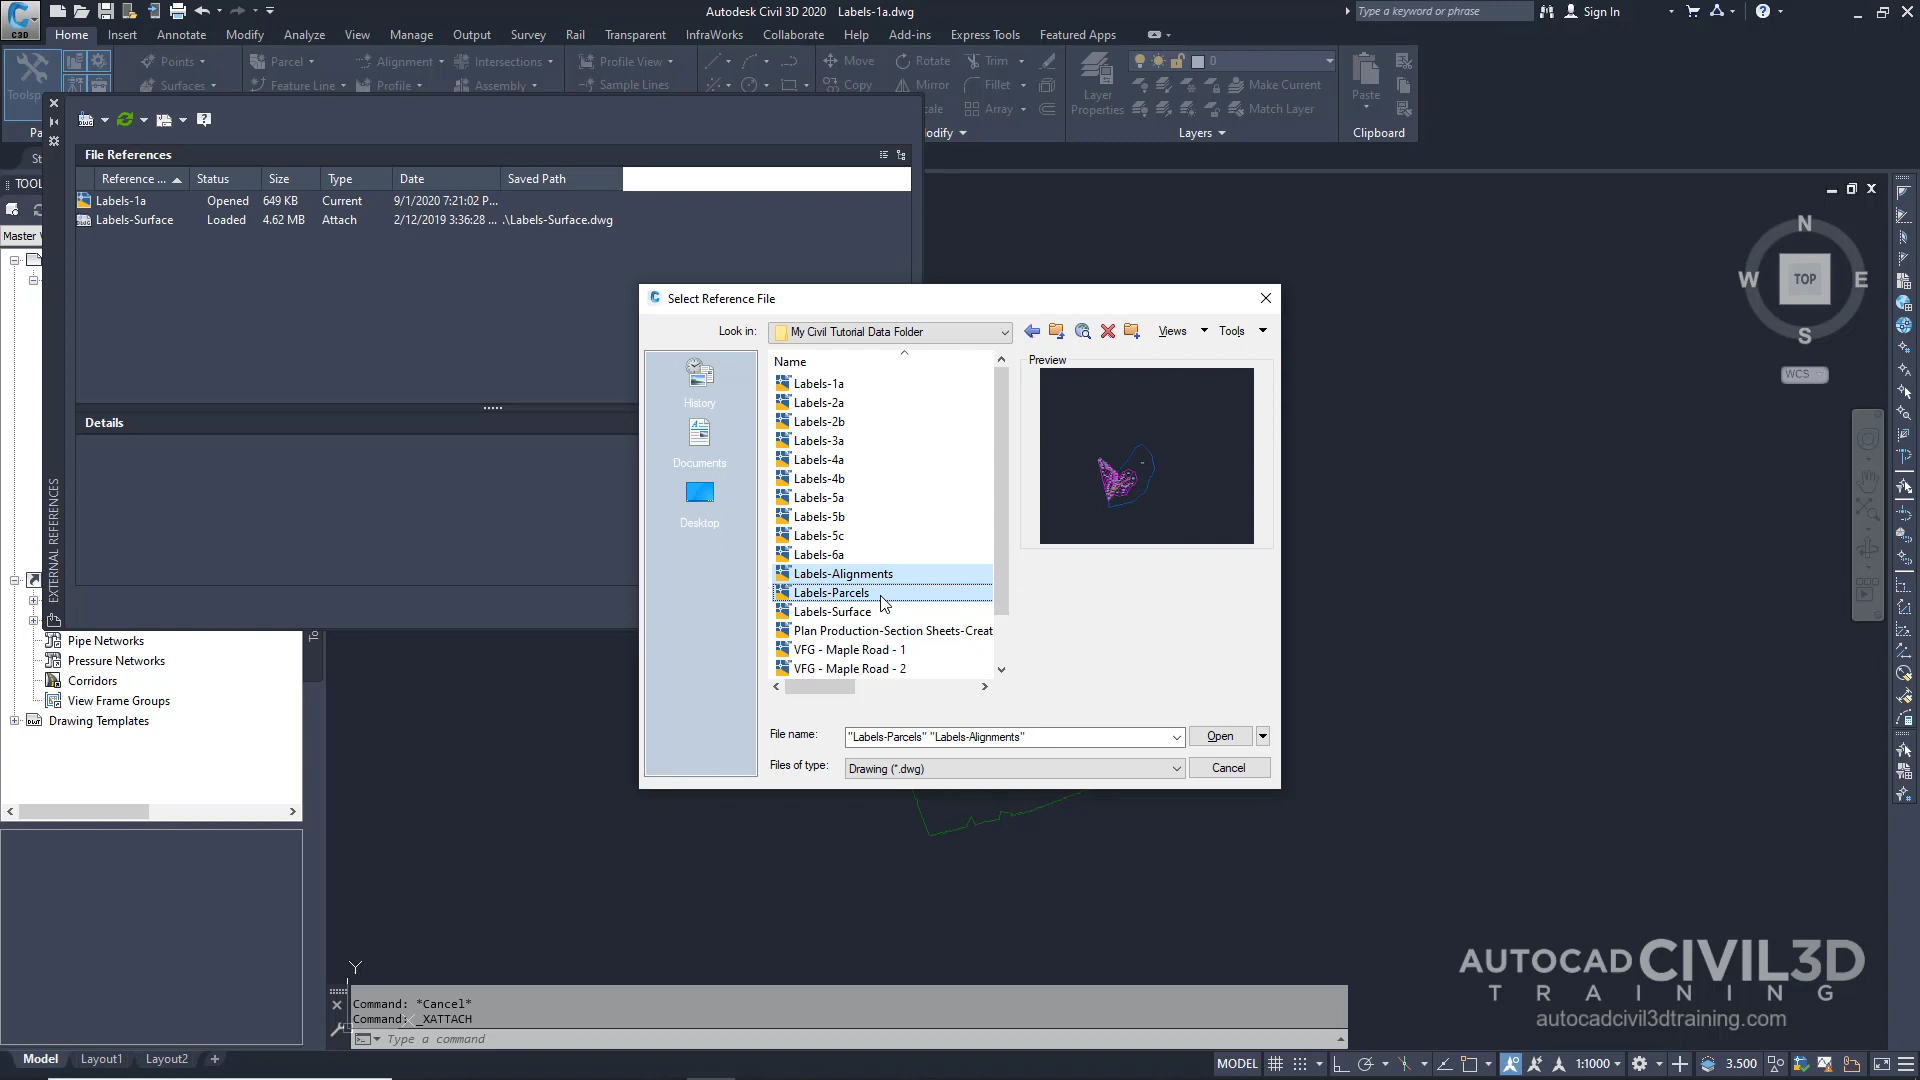 C3D
Autodesk Civil 3D 2020 Labels-1a.dwg
Type a keyword or phrase
Sign In
Home Insert Annotate Modify Analyze View Manage Output Survey Rail Transparent InfraWorks Collaborate Help Add-ins Express Tools Featured Apps
Points Parcel Alignment Intersections Profile View Move Rotate Trim 0
Toolsp Surfaces Feature Line Profile Assembly Sample Lines Copy Mirror Fillet Layer Properties Make Current Paste
cale Array Match Layer
Pa odify Layers Clipboard
File References
Reference ... Status Size Type Date Saved Path
Labels-1a Opened 649 KB Current 9/1/2020 7:21:02 P...
Labels-Surface Loaded 4.62 MB Attach 2/12/2019 3:36:28 ... .\Labels-Surface.dwg
St
TOOL
Master V
Details
EXTERNAL REFERENCES
To
Pipe Networks
Pressure Networks
Corridors
View Frame Groups
Drawing Templates
Select Reference File
Look in: My Civil Tutorial Data Folder Views Tools
Name Preview
History
Documents
Desktop
Labels-1a
Labels-2a
Labels-2b
Labels-3a
Labels-4a
Labels-4b
Labels-5a
Labels-5b
Labels-5c
Labels-6a
Labels-Alignments
Labels-Parcels
Labels-Surface
Plan Production-Section Sheets-Creat
VFG - Maple Road - 1
VFG - Maple Road - 2
File name: "Labels-Parcels" "Labels-Alignments" Open
Files of type: Drawing (*.dwg) Cancel
N
W TOP E
S
WCS
Y
X
Command: *Cancel*
Command: _XATTACH
Type a command
AUTOCAD CIVIL3D
TRAINING
autocadcivil3dtraining.com
Model Layout1 Layout2 +
MODEL 1:1000 3.500